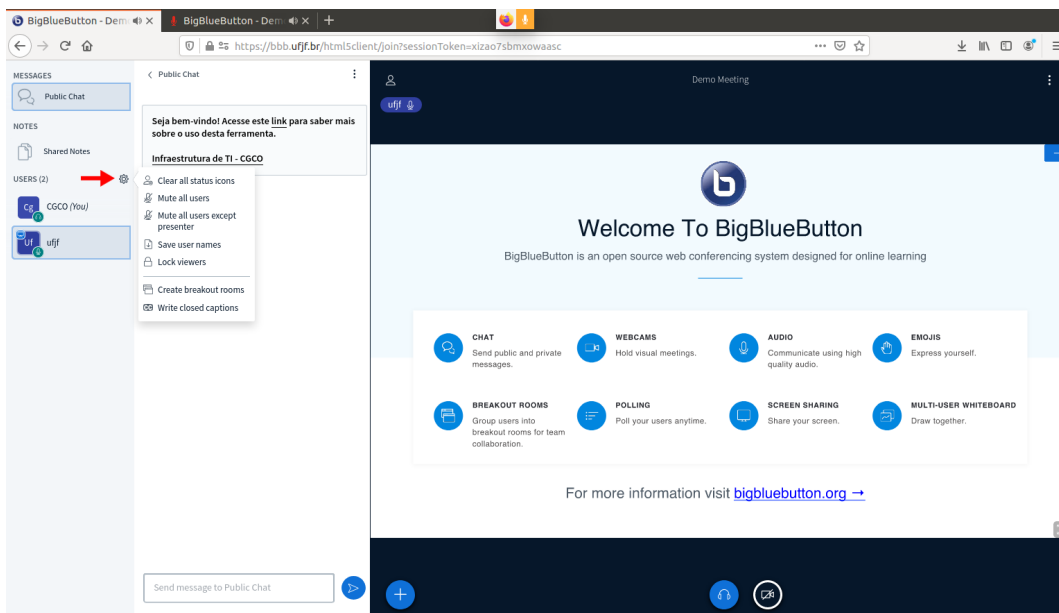 BigBlueButton - Dem
BigBlueButton - Dem
https://bbb.ufjf.br/html5client/join?sessionToken=xizao7sbmxowaasc
MESSAGES
Public Chat
NOTES
Shared Notes
USERS (2)
Cg
CGCO (You)
Uf
ufjf
Public Chat
Seja bem-vindo! Acesse este link para saber mais
sobre o uso desta ferramenta.
Infraestrutura de TI - CGCO
Clear all status icons
Mute all users
Mute all users except
presenter
Save user names
Lock viewers
Create breakout rooms
Write closed captions
Send message to Public Chat
Demo Meeting
ufjf
b
Welcome To BigBlueButton
BigBlueButton is an open source web conferencing system designed for online learning
CHAT
Send public and private
messages.
WEBCAMS
Hold visual meetings.
AUDIO
Communicate using high
quality audio.
EMOJIS
Express yourself.
BREAKOUT ROOMS
Group users into
breakout rooms for team
collaboration.
POLLING
Poll your users anytime.
SCREEN SHARING
Share your screen.
MULTI-USER WHITEBOARD
Draw together.
For more information visit bigbluebutton.org →